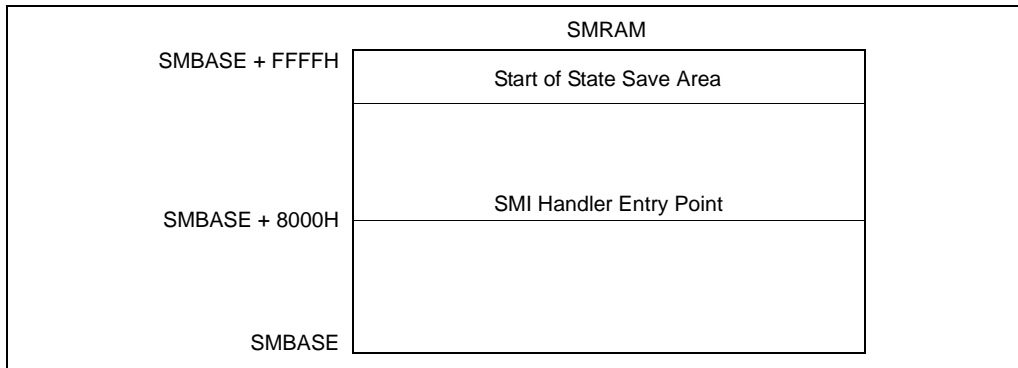 SMRAM
SMBASE + FFFFH
Start of State Save Area
SMI Handler Entry Point
SMBASE + 8000H
SMBASE